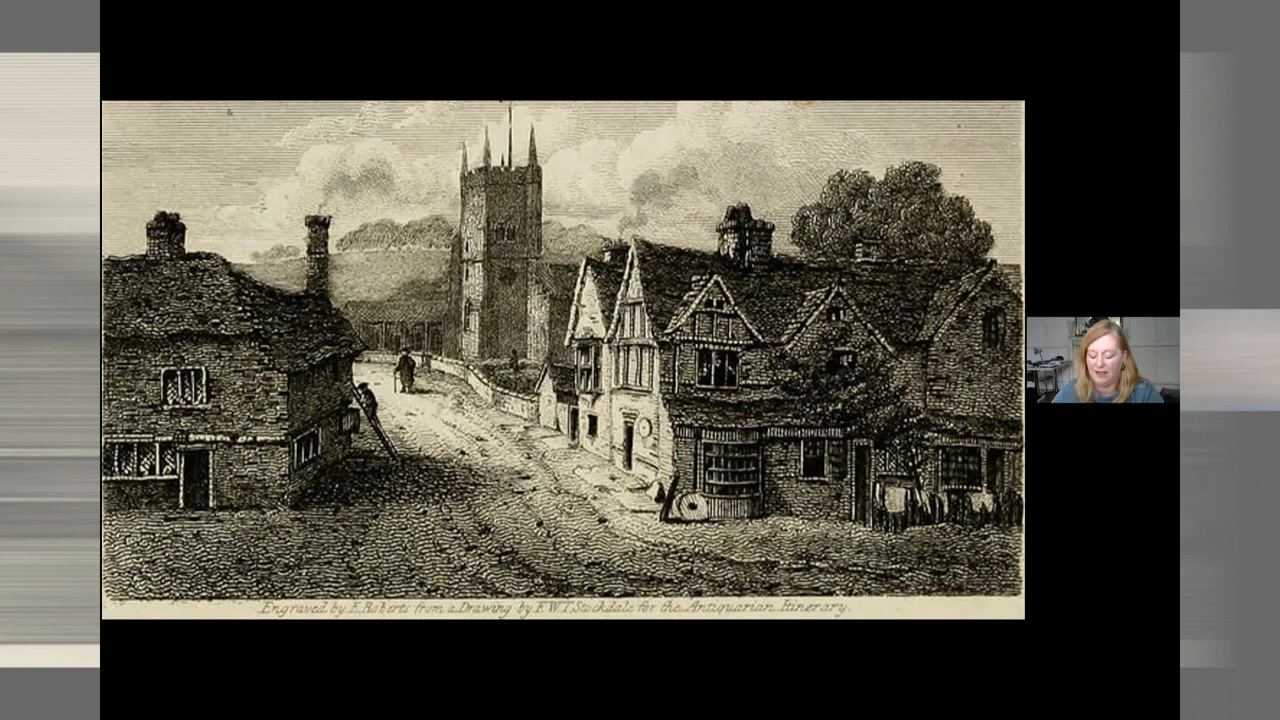 Engraved by E. Roberts from a Drawing by F.W.T. Stockdale for the Antiquarian Itinerary.